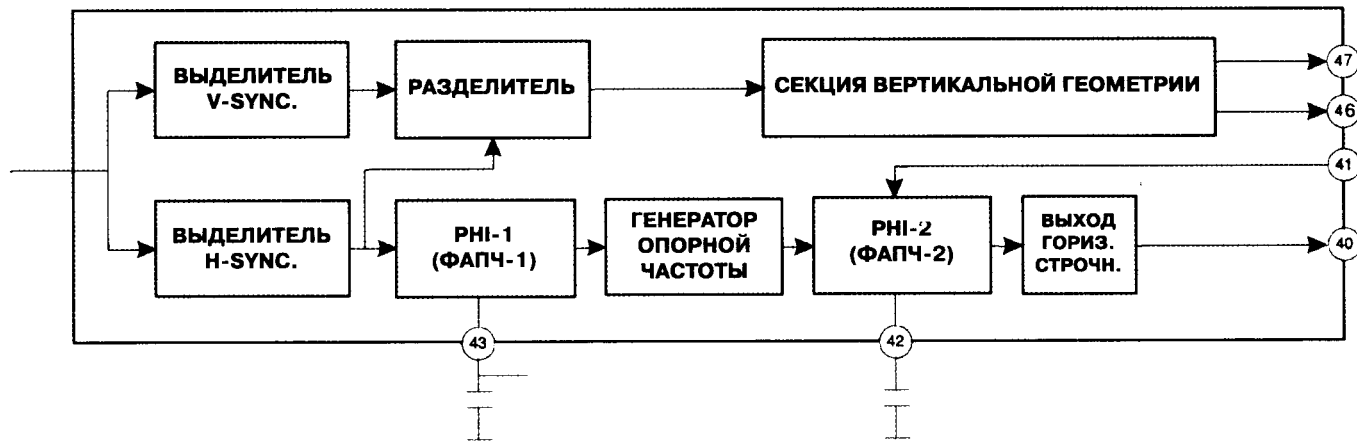 ВЫДЕЛИТЕЛЬ
V-SYNC.
РАЗДЕЛИТЕЛЬ
СЕКЦИЯ ВЕРТИКАЛЬНОЙ ГЕОМЕТРИИ
47
46
41
ВЫДЕЛИТЕЛЬ
H-SYNC.
PHI-1
(ФАПЧ-1)
ГЕНЕРАТОР
ОПОРНОЙ
ЧАСТОТЫ
PHI-2
(ФАПЧ-2)
ВЫХОД
ГОРИЗ.
СТРОЧН.
40
43
42